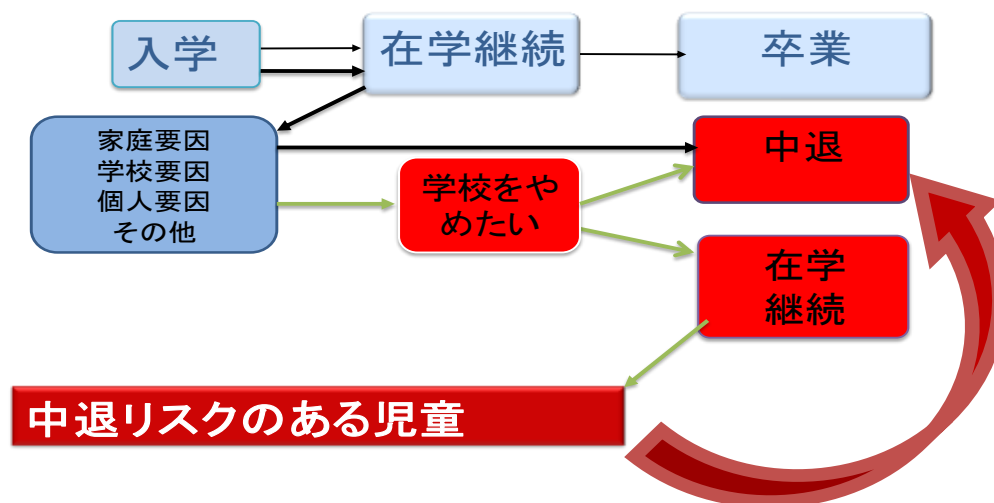 入学
在学継続
卒業
家庭要因
学校要因
個人要因
その他
学校をや
めたい
中退
在学
継続
中退リスクのある児童